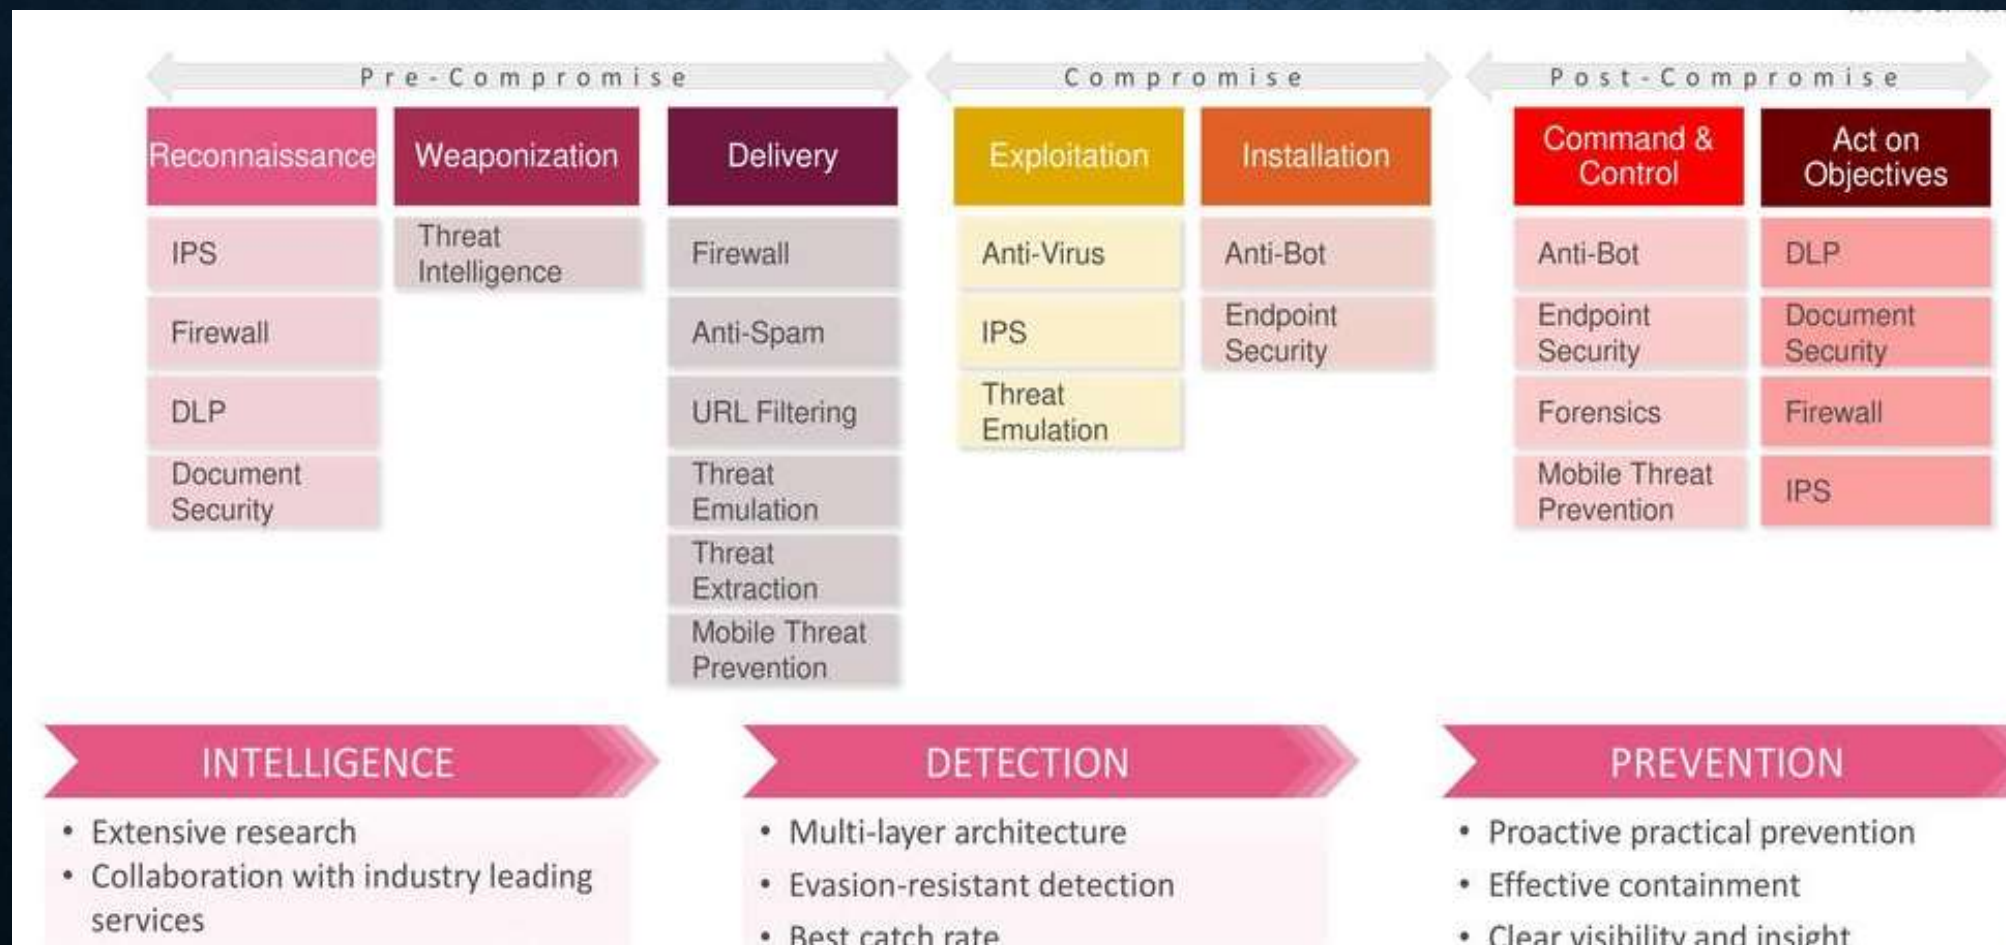 Pre-Compromise
Compromise
Post-Compromise
Reconnaissance
IPS
Firewall
DLP
Document
Security
Weaponization
Threat
Intelligence
Delivery
Firewall
Anti-Spam
URL Filtering
Threat
Emulation
Threat
Extraction
Mobile Threat
Prevention
Exploitation
Anti-Virus
IPS
Threat
Emulation
Installation
Anti-Bot
Endpoint
Security
Command &
Control
Anti-Bot
Endpoint
Security
Forensics
Mobile Threat
Prevention
Act on
Objectives
DLP
Document
Security
Firewall
IPS
INTELLIGENCE
• Extensive research
• Collaboration with industry leading
services
DETECTION
• Multi-layer architecture
• Evasion-resistant detection
• Best catch rate
PREVENTION
• Proactive practical prevention
• Effective containment
• Clear visibility and insight